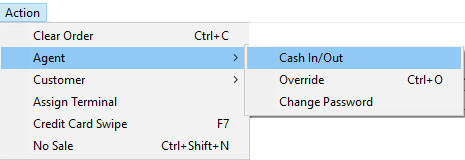 Action
Clear Order Ctrl+C
Agent > Cash In/Out
Customer > Override Ctrl+O
Assign Terminal Change Password
Credit Card Swipe F7
No Sale Ctrl+Shift+N